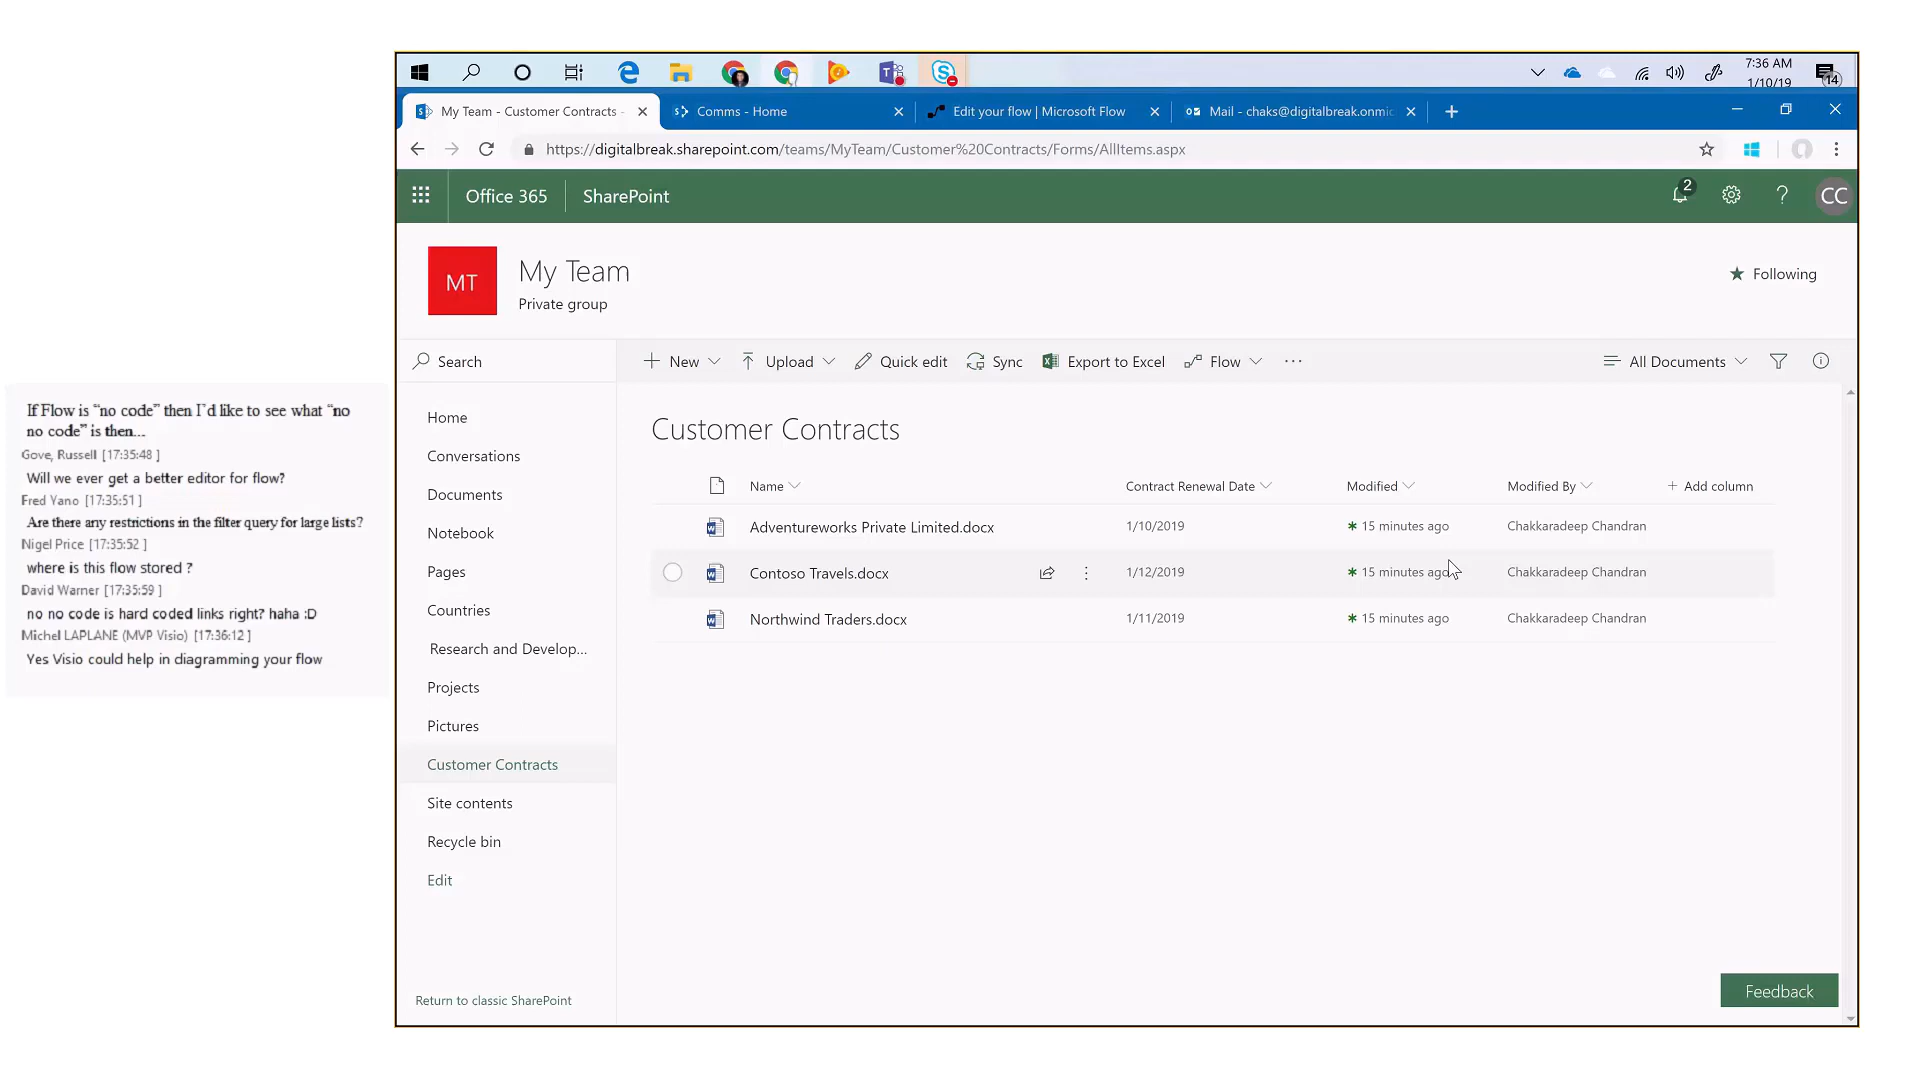 If Flow is “no code” then I'd like to see what “no
no code” is then...
Gove, Russell [17:35:48 ]
Will we ever get a better editor for flow?
Fred Yano [17:35:51 ]
Are there any restrictions in the filter query for large lists?
Nigel Price [17:35:52 ]
where is this flow stored ?
David Warner [17:35:59 ]
no no code is hard coded links right? haha :D
Michel LAPLANE (MVP Visio) [17:36:12 ]
Yes Visio could help in diagramming your flow
7:36 AM
1/10/19
14
My Team - Customer Contracts -
Comms - Home
Edit your flow | Microsoft Flow
Mail - chaks@digitalbreak.onmic
https://digitalbreak.sharepoint.com/teams/MyTeam/Customer%20Contracts/Forms/AllItems.aspx
Office 365 SharePoint 2 ? CC
MT
My Team
Private group
Following
Search
New Upload Quick edit Sync Export to Excel Flow ··· All Documents
Home
Conversations
Documents
Notebook
Pages
Countries
Research and Develop...
Projects
Pictures
Customer Contracts
Site contents
Recycle bin
Edit
Return to classic SharePoint
Customer Contracts
Name Contract Renewal Date Modified Modified By + Add column
Adventureworks Private Limited.docx 1/10/2019 15 minutes ago Chakkaradeep Chandran
Contoso Travels.docx 1/12/2019 15 minutes ago Chakkaradeep Chandran
Northwind Traders.docx 1/11/2019 15 minutes ago Chakkaradeep Chandran
Feedback